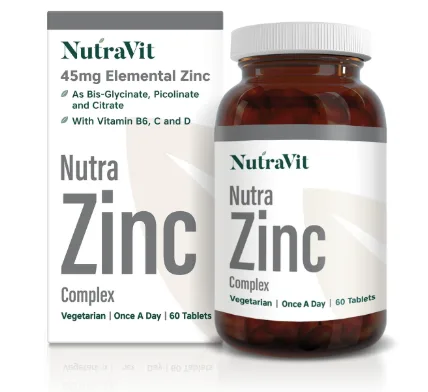 NutraVit
45mg Elemental Zinc
As Bis-Glycinate, Picolinate
and Citrate
With Vitamin B6, C and D
Nutra
Zinc
Complex
Vegetarian | Once A Day | 60 Tablets
NutraVit
Nutra
Zinc
Complex
Vegetarian | Once A Day | 60 Tablets